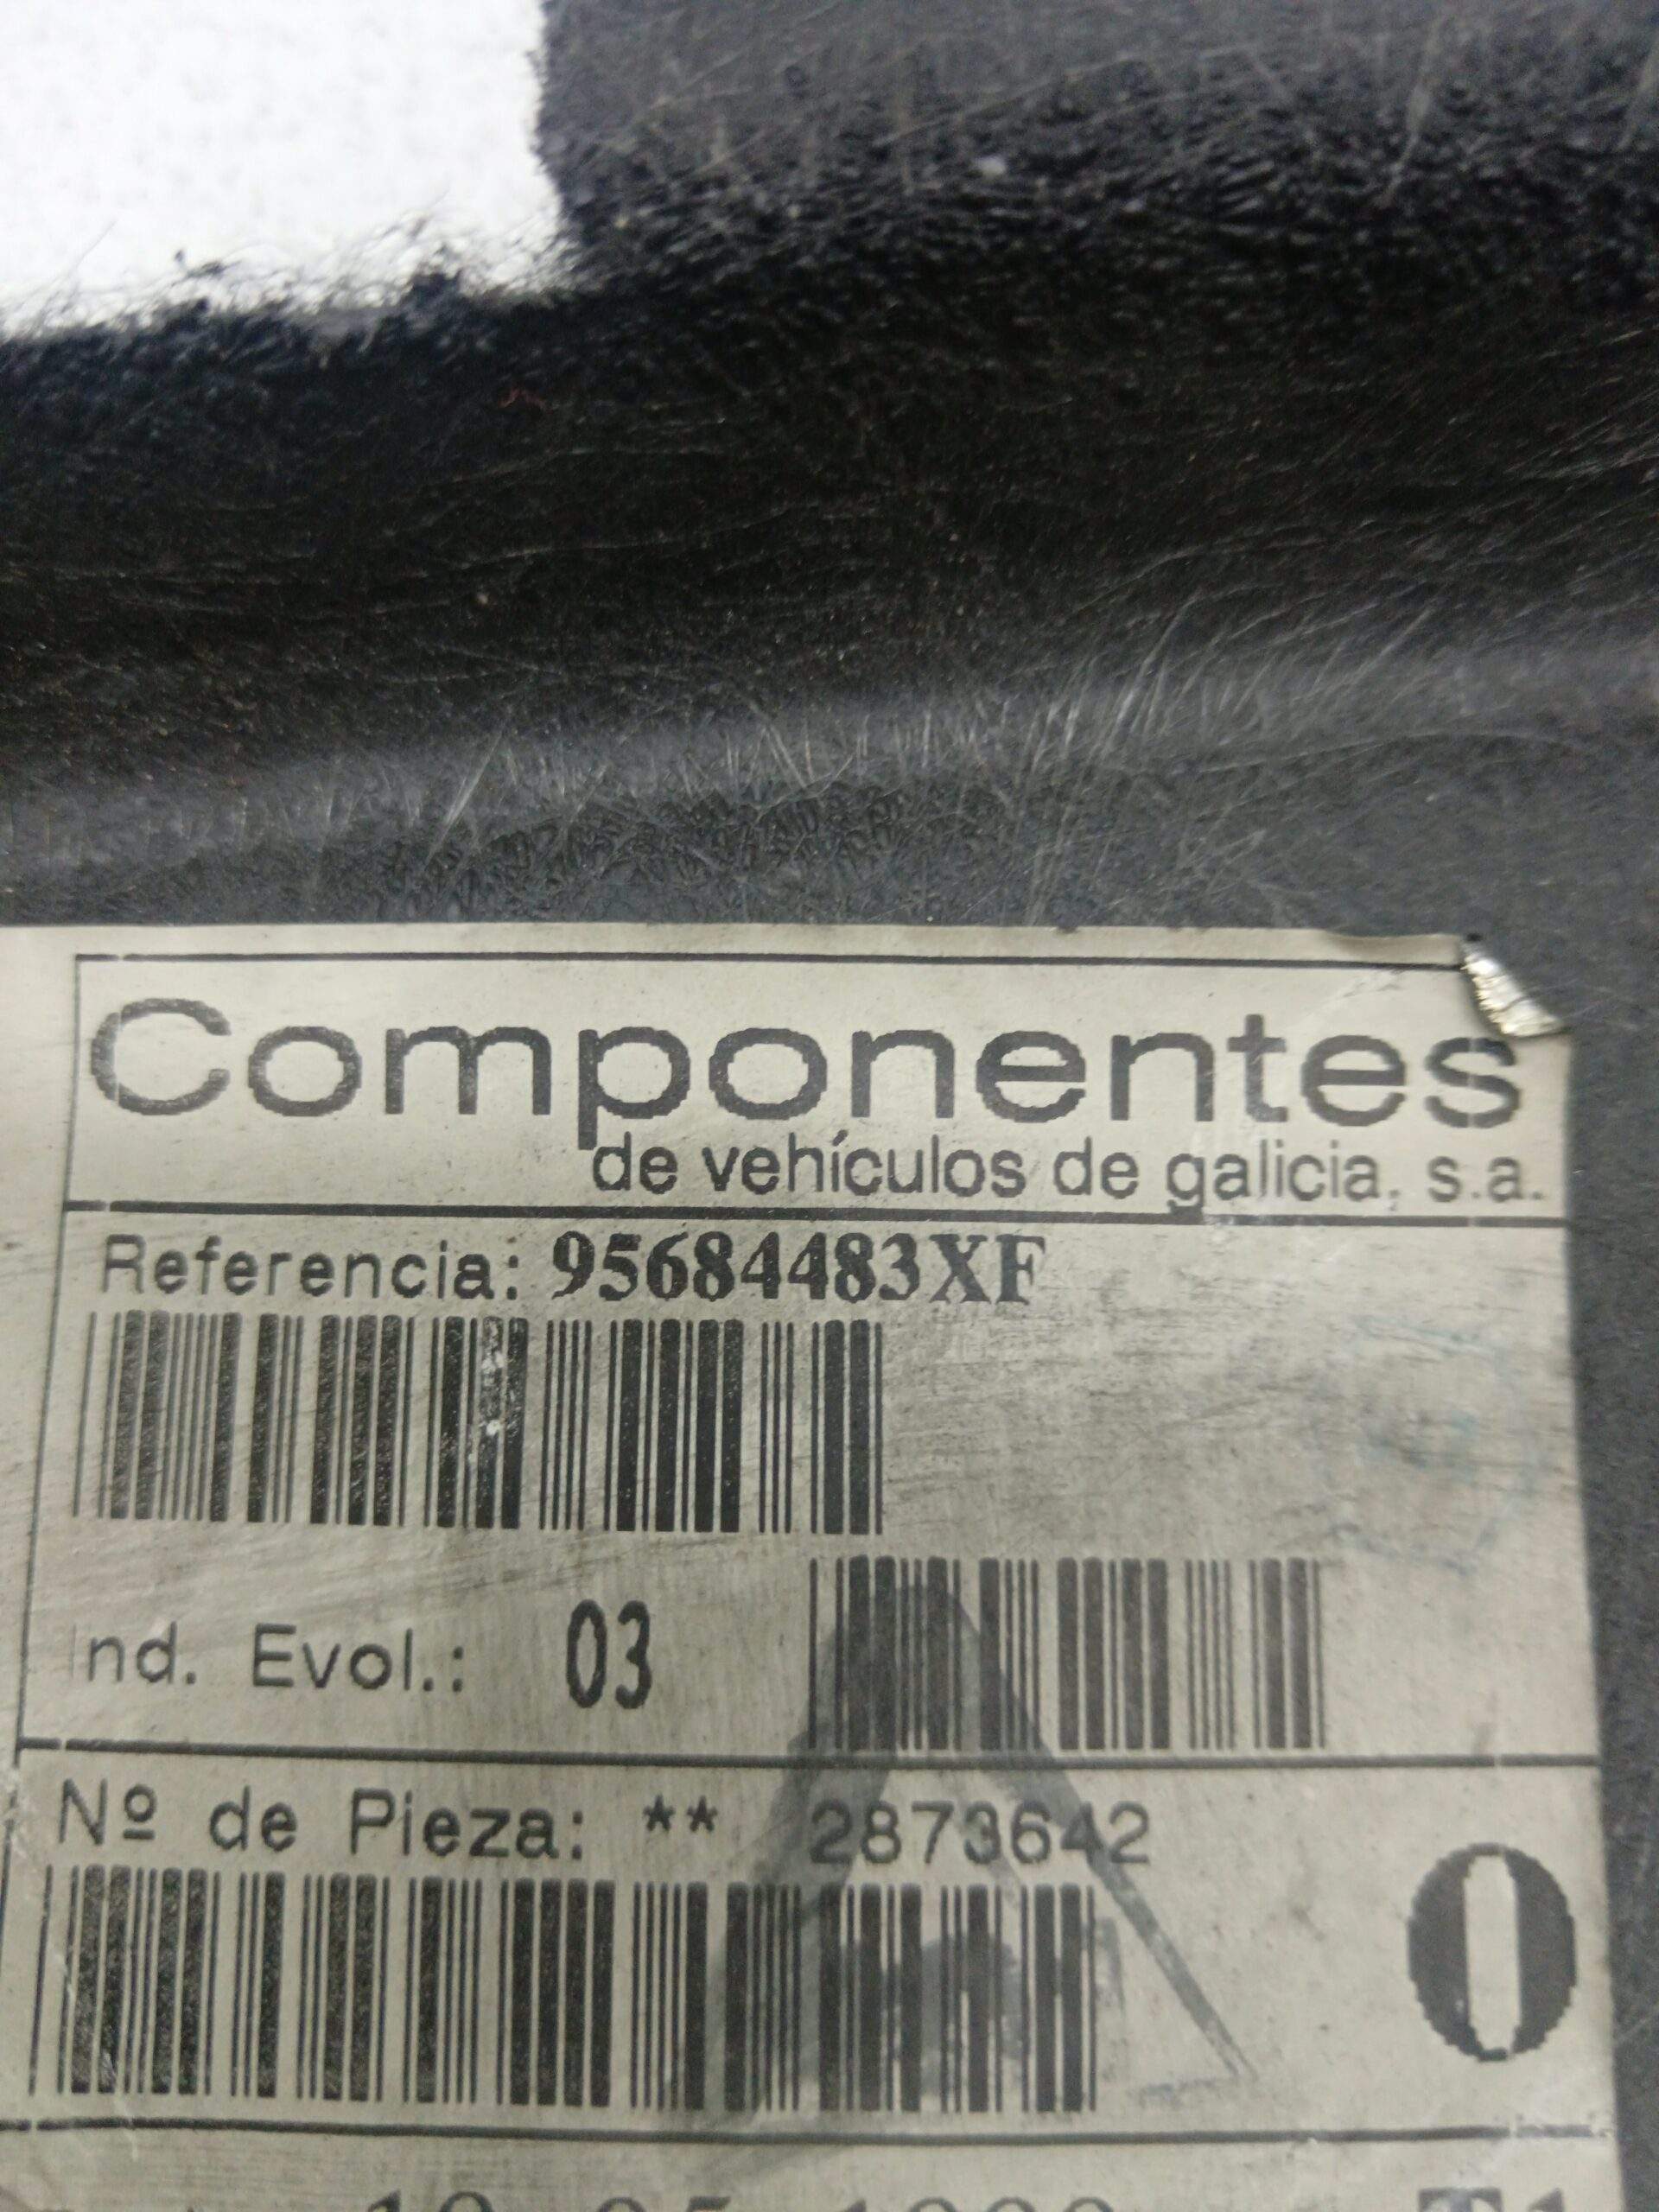 Componentes
de vehículos de galicia, s.a.
Referencia: 95684483XF
Ind. Evol.: 03
Nº de Pieza: ** 2873642
0